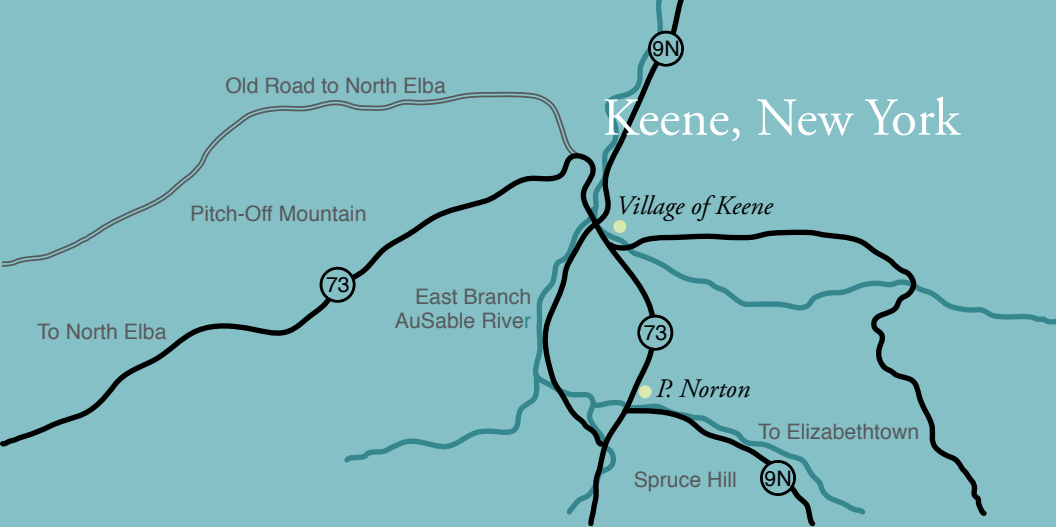 9N
Old Road to North Elba
Keene, New York
Village of Keene
Pitch-Off Mountain
73
East Branch
AuSable River
To North Elba
73
P. Norton
To Elizabethtown
Spruce Hill
9N